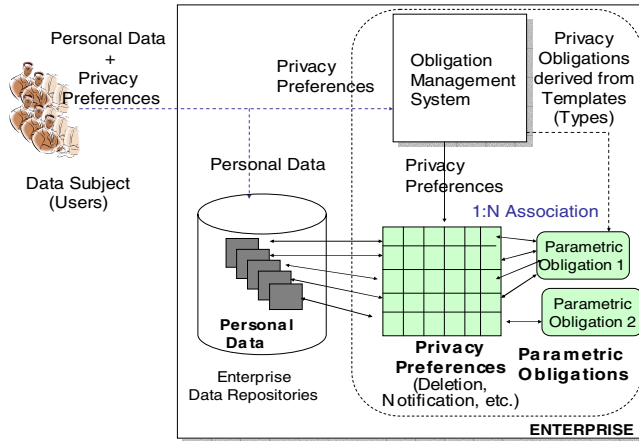 Personal Data
+
Privacy
Preferences
Data Subject
(Users)
Privacy
Preferences
Obligation
Management
System
Privacy
Obligations
derived from
Templates
(Types)
Personal Data
Privacy
Preferences
1:N Association
Parametric
Obligation 1
Parametric
Obligation 2
Personal
Data
Enterprise
Data Repositories
Privacy
Preferences
(Deletion,
Notification, etc.)
Parametric
Obligations
ENTERPRISE